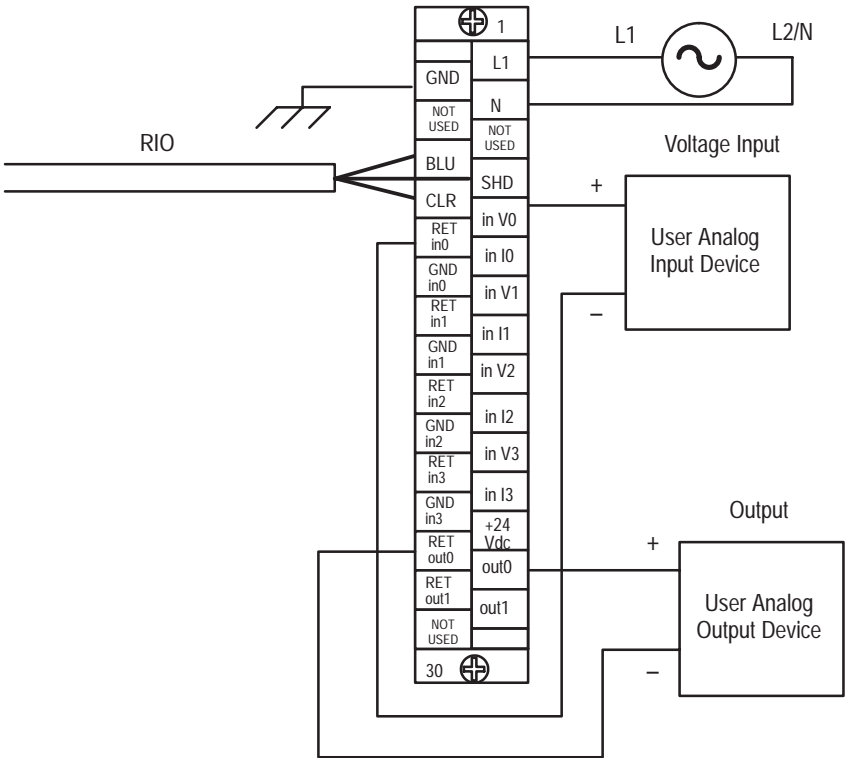 1
L1
L2/N
L1
GND
N
NOT
USED
NOT
USED
RIO
Voltage Input
BLU
SHD
+
CLR
in V0
RET
in0
User Analog
Input Device
in I0
GND
in0
in V1
RET
in1
–
in I1
GND
in1
in V2
RET
in2
in I2
GND
in2
in V3
RET
in3
in I3
GND
in3
Output
+24
Vdc
RET
out0
+
out0
RET
out1
out1
User Analog
Output Device
NOT
USED
–
30